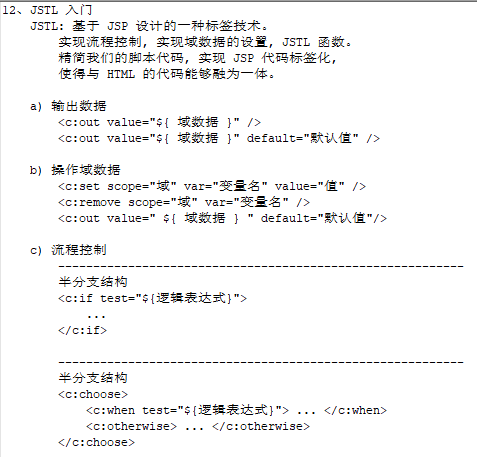 12、JSTL 入门
JSTL: 基于 JSP 设计的一种标签技术。
实现流程控制, 实现域数据的设置, JSTL 函数。
精简我们的脚本代码, 实现 JSP 代码标签化,
使得与 HTML 的代码能够融为一体。
a) 输出数据
<c:out value="${ 域数据 }" />
<c:out value="${ 域数据 }" default="默认值" />
b) 操作域数据
<c:set scope="域" var="变量名" value="值" />
<c:remove scope="域" var="变量名" />
<c:out value=" ${ 域数据 } " default="默认值"/>
c) 流程控制
----------------------------------------------------------
半分支结构
<c:if test="${逻辑表达式}">
...
</c:if>
----------------------------------------------------------
半分支结构
<c:choose>
<c:when test="${逻辑表达式}"> ... </c:when>
<c:otherwise> ... </c:otherwise>
</c:choose>